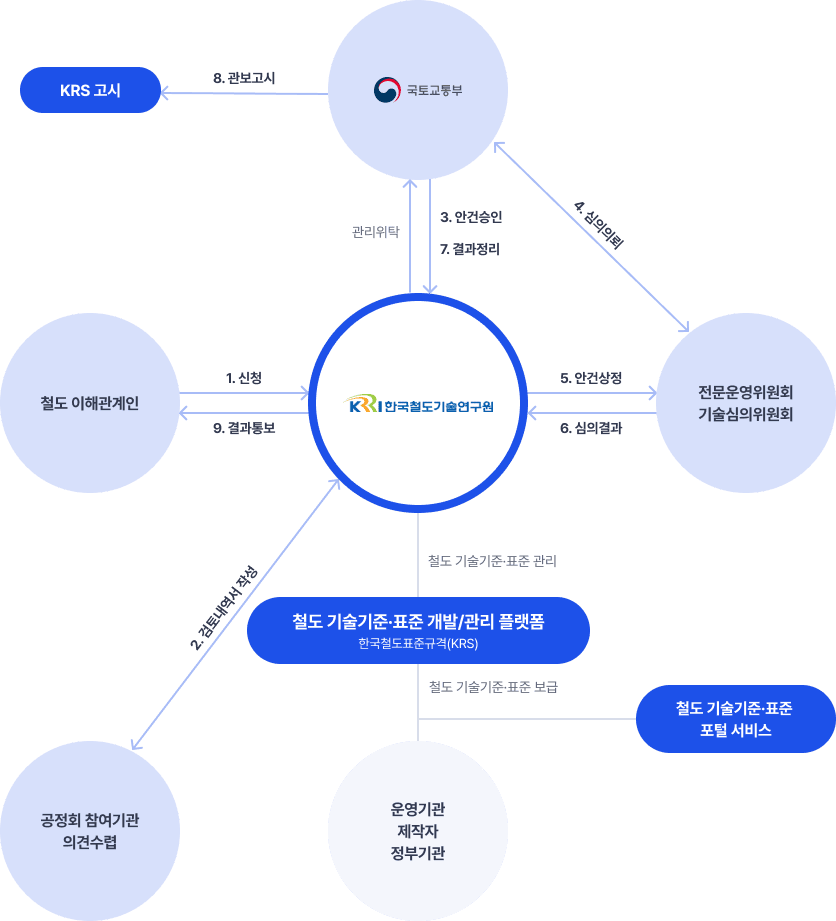 8. 관보고시
KRS 고시
국토교통부
3. 안건승인
관리위탁
7. 결과정리
4. 심의의뢰
1. 신청
철도 이해관계인
9. 결과통보
KRRI 한국철도기술연구원
5. 안건상정
6. 심의결과
전문운영위원회
기술심의위원회
철도 기술기준·표준 관리
2. 검토내역서 작성
철도 기술기준·표준 개발/관리 플랫폼
한국철도표준규격(KRS)
철도 기술기준·표준 보급
철도 기술기준·표준
포털 서비스
공정회 참여기관
의견수렴
운영기관
제작자
정부기관